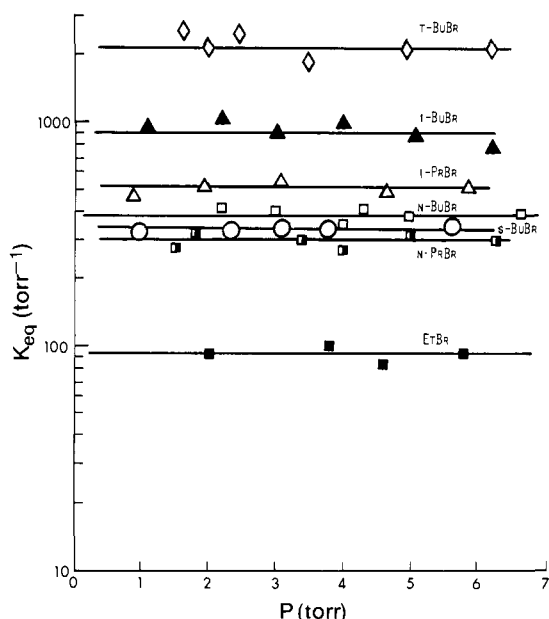 T-BuBr
1000
I-BuBr
I-PrBr
N-BuBr
S-BuBr
N-PrBr
100
EtBr
10
Keq (torr⁻¹)
0 1 2 3 4 5 6 7
P (torr)